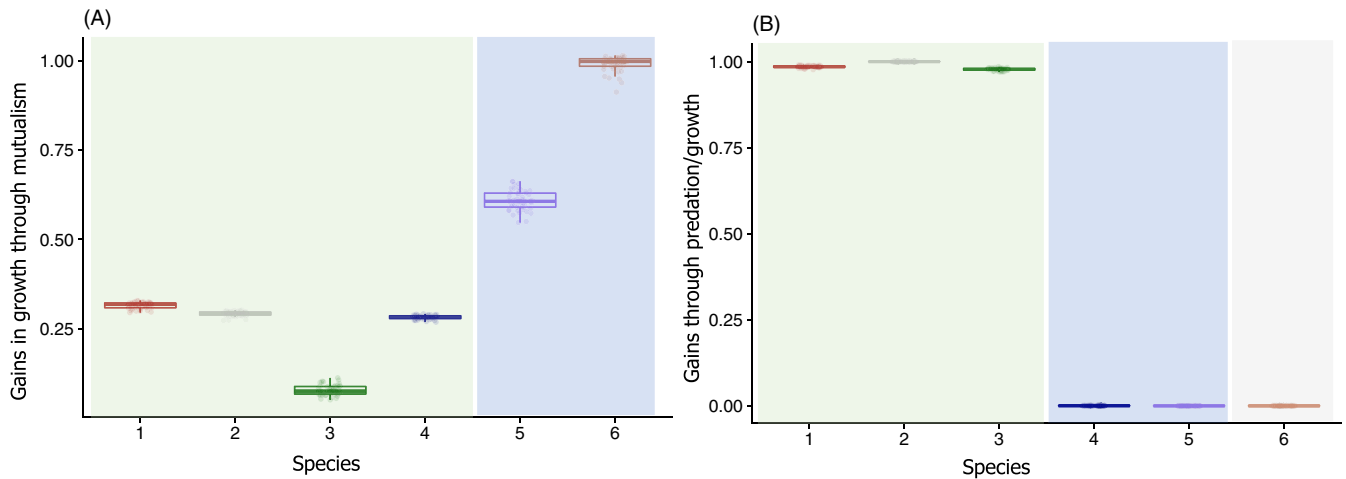 (A)
Gains in growth through mutualism
1.00
0.75
0.50
0.25
1 2 3 4 5 6
Species
(B)
Gains through predation/growth
1.00
0.75
0.50
0.25
0.00
1 2 3 4 5 6
Species